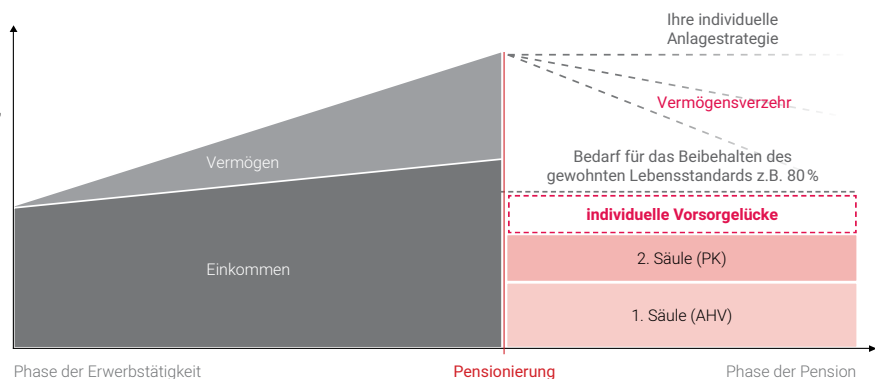 Ihre individuelle
Anlagestrategie
Vermögensverzehr
Vermögen
Bedarf für das Beibehalten des
gewohnten Lebensstandards z.B. 80 %
individuelle Vorsorgelücke
2. Säule (PK)
Einkommen
1. Säule (AHV)
Phase der Erwerbstätigkeit
Pensionierung
Phase der Pension